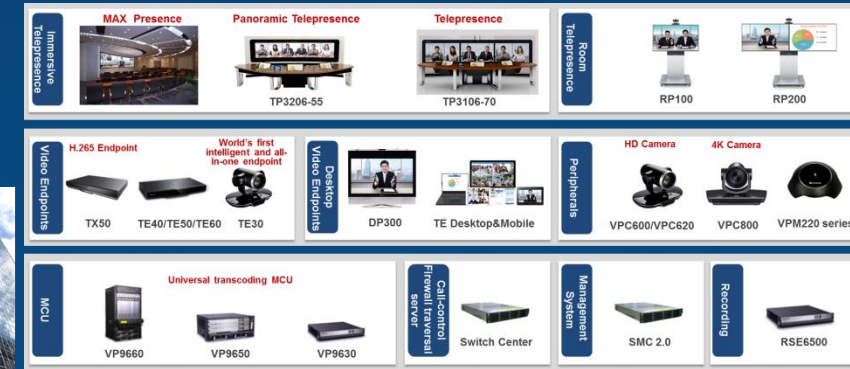 Immersive
Telepresence
MAX Presence
Panoramic Telepresence
TP3206-55
Telepresence
TP3106-70
Room
Telepresence
RP100
RP200
Video Endpoints
H.265 Endpoint
TX50
TE40/TE50/TE60
World's first
intelligent and all-
in-one endpoint
TE30
Desktop
Video Endpoints
DP300
TE Desktop&Mobile
Peripherals
HD Camera
VPC600/VPC620
4K Camera
VPC800
VPM220 series
MCU
Universal transcoding MCU
VP9660
VP9650
VP9630
Call-control
Firewall traversal
server
Switch Center
Management
System
SMC 2.0
Recording
RSE6500